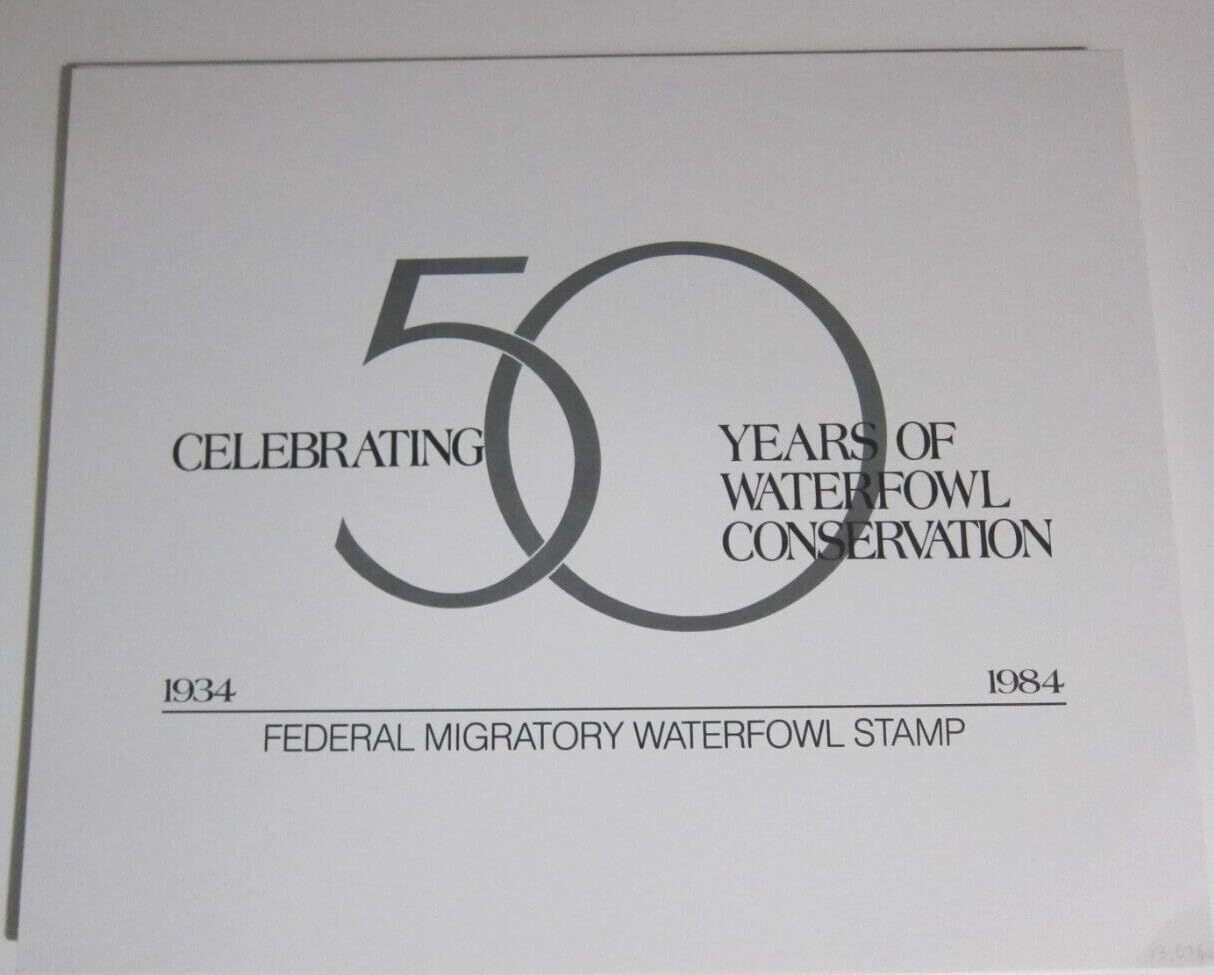 CELEBRATING 50 YEARS OF
WATERFOWL
CONSERVATION
1934 1984
FEDERAL MIGRATORY WATERFOWL STAMP